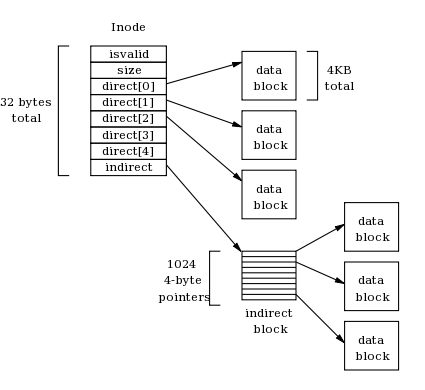 Inode
isvalid
size
direct[0]
direct[1]
direct[2]
direct[3]
direct[4]
indirect
32 bytes
total
data
block
4KB
total
data
block
data
block
1024
4-byte
pointers
indirect
block
data
block
data
block
data
block